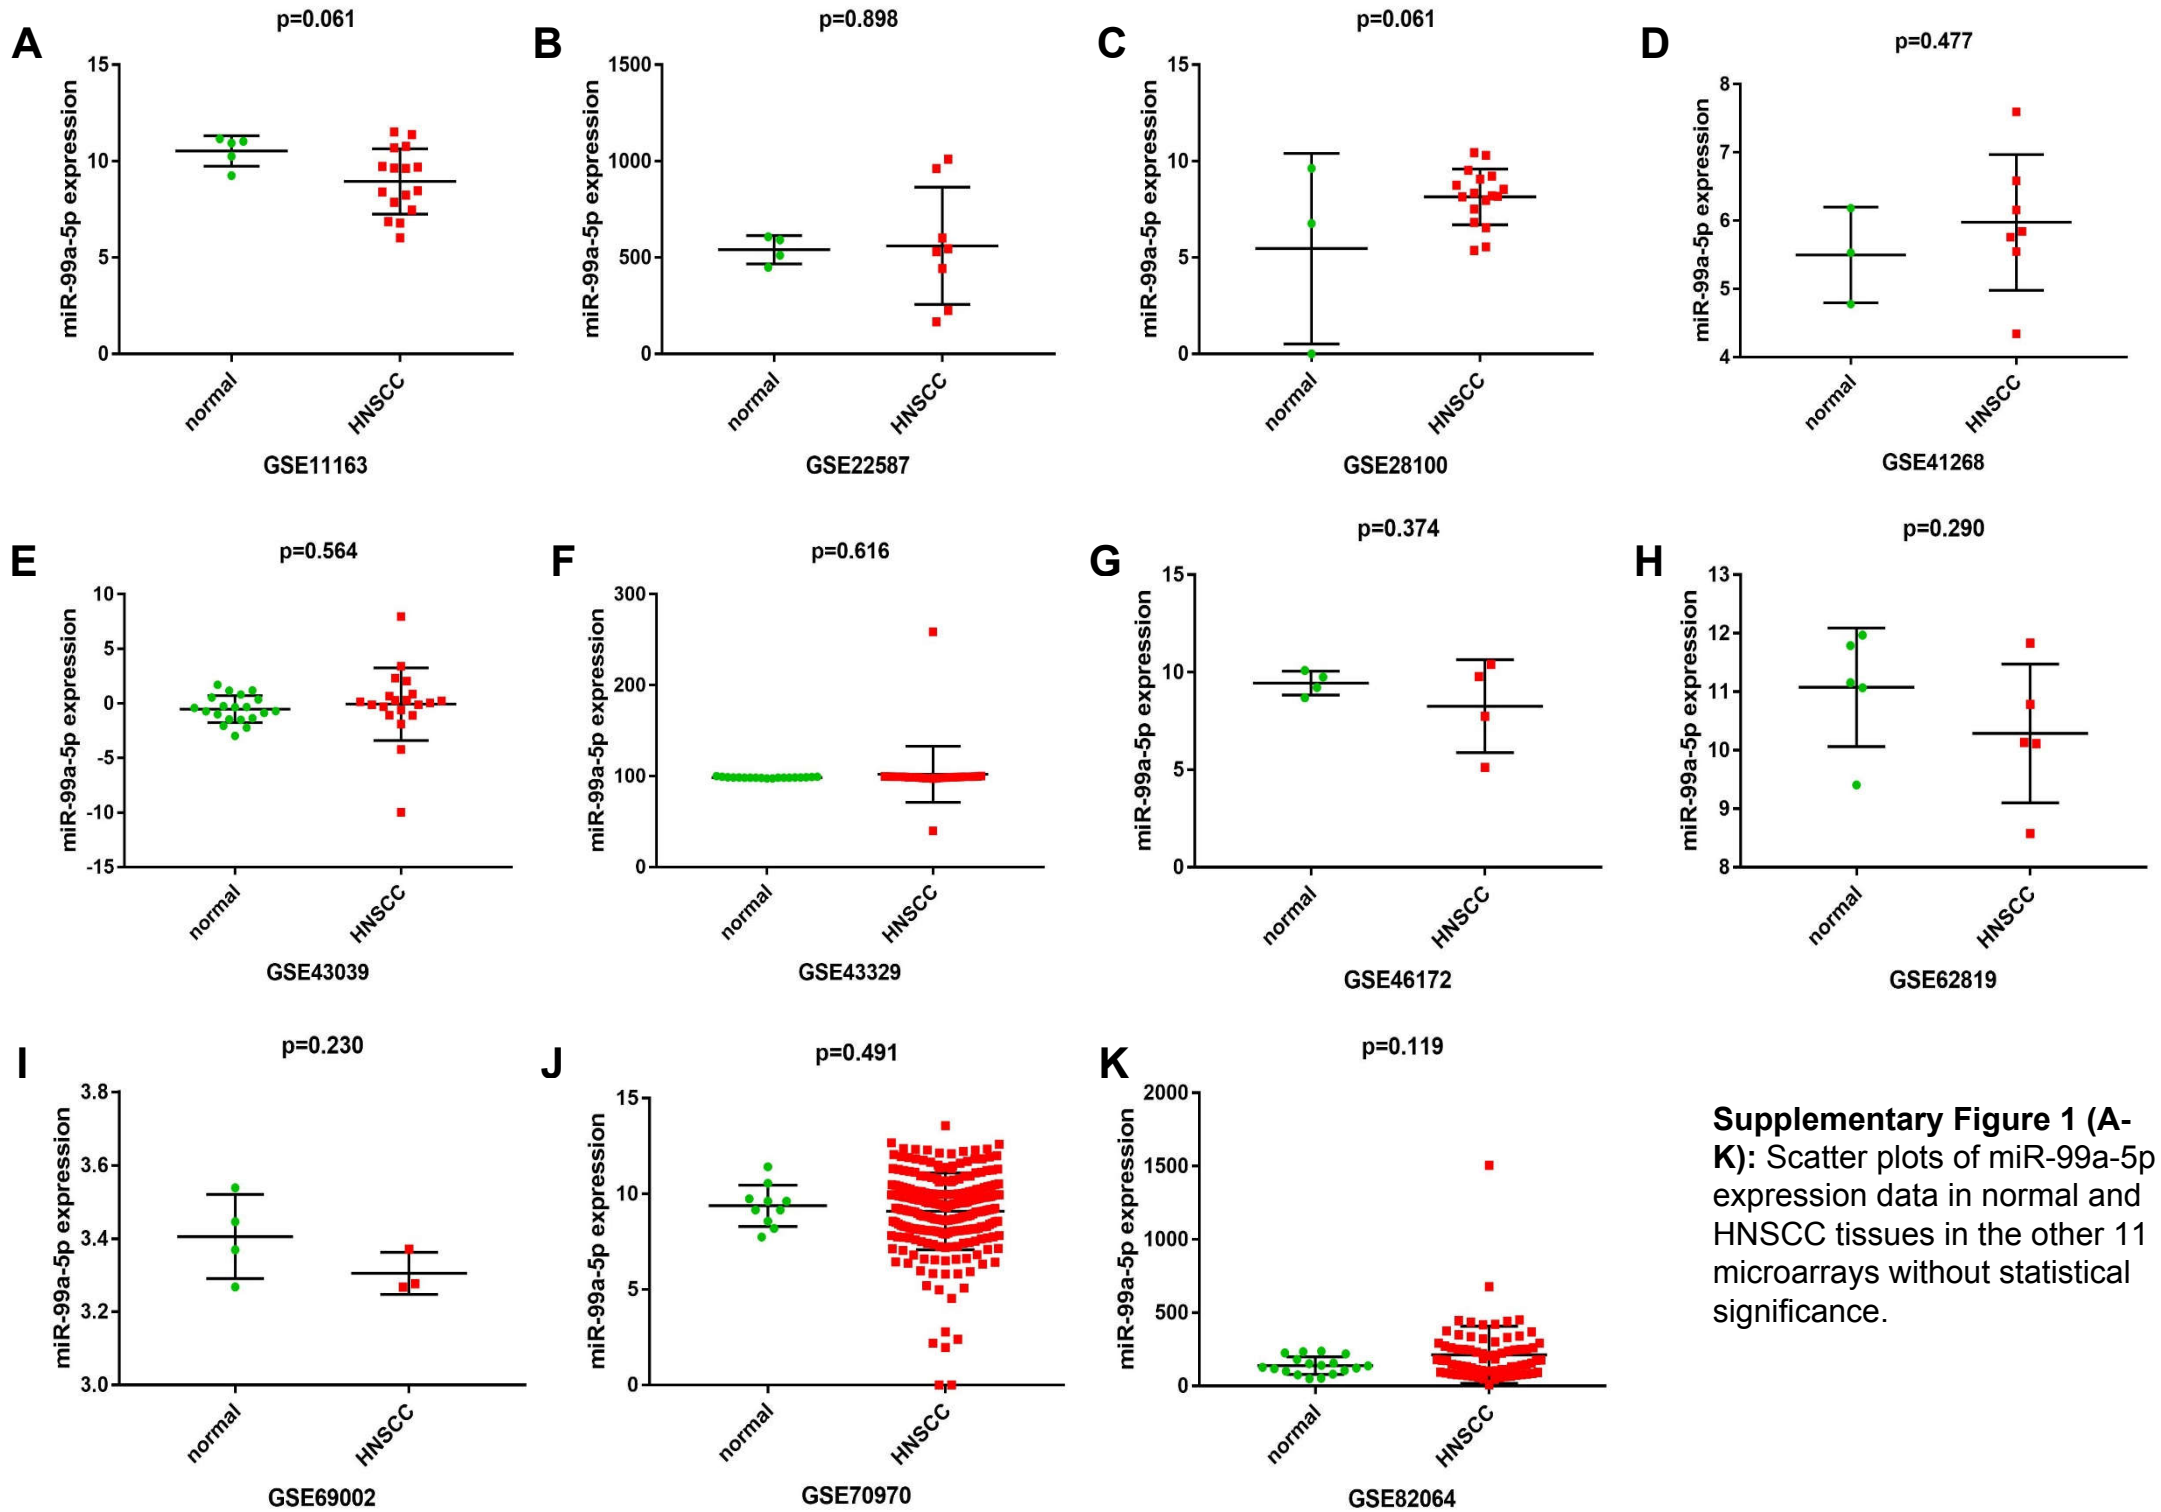 A
p=0.061
miR-99a-5p expression
15
10
5
0
normal
HNSCC
GSE11163
B
p=0.898
miR-99a-5p expression
1500
1000
500
0
normal
HNSCC
GSE22587
C
p=0.061
miR-99a-5p expression
15
10
5
0
normal
HNSCC
GSE28100
D
p=0.477
miR-99a-5p expression
8
7
6
5
4
normal
HNSCC
GSE41268
E
p=0.564
miR-99a-5p expression
10
5
0
-5
-10
-15
normal
HNSCC
GSE43039
F
p=0.616
miR-99a-5p expression
300
200
100
0
normal
HNSCC
GSE43329
G
p=0.374
miR-99a-5p expression
15
10
5
0
normal
HNSCC
GSE46172
H
p=0.290
miR-99a-5p expression
13
12
11
10
9
8
normal
HNSCC
GSE62819
I
p=0.230
miR-99a-5p expression
3.8
3.6
3.4
3.2
3.0
normal
HNSCC
GSE69002
J
p=0.491
miR-99a-5p expression
15
10
5
0
normal
HNSCC
GSE70970
K
p=0.119
miR-99a-5p expression
2000
1500
1000
500
0
normal
HNSCC
GSE82064
Supplementary Figure 1 (A-
K): Scatter plots of miR-99a-5p
expression data in normal and
HNSCC tissues in the other 11
microarrays without statistical
significance.